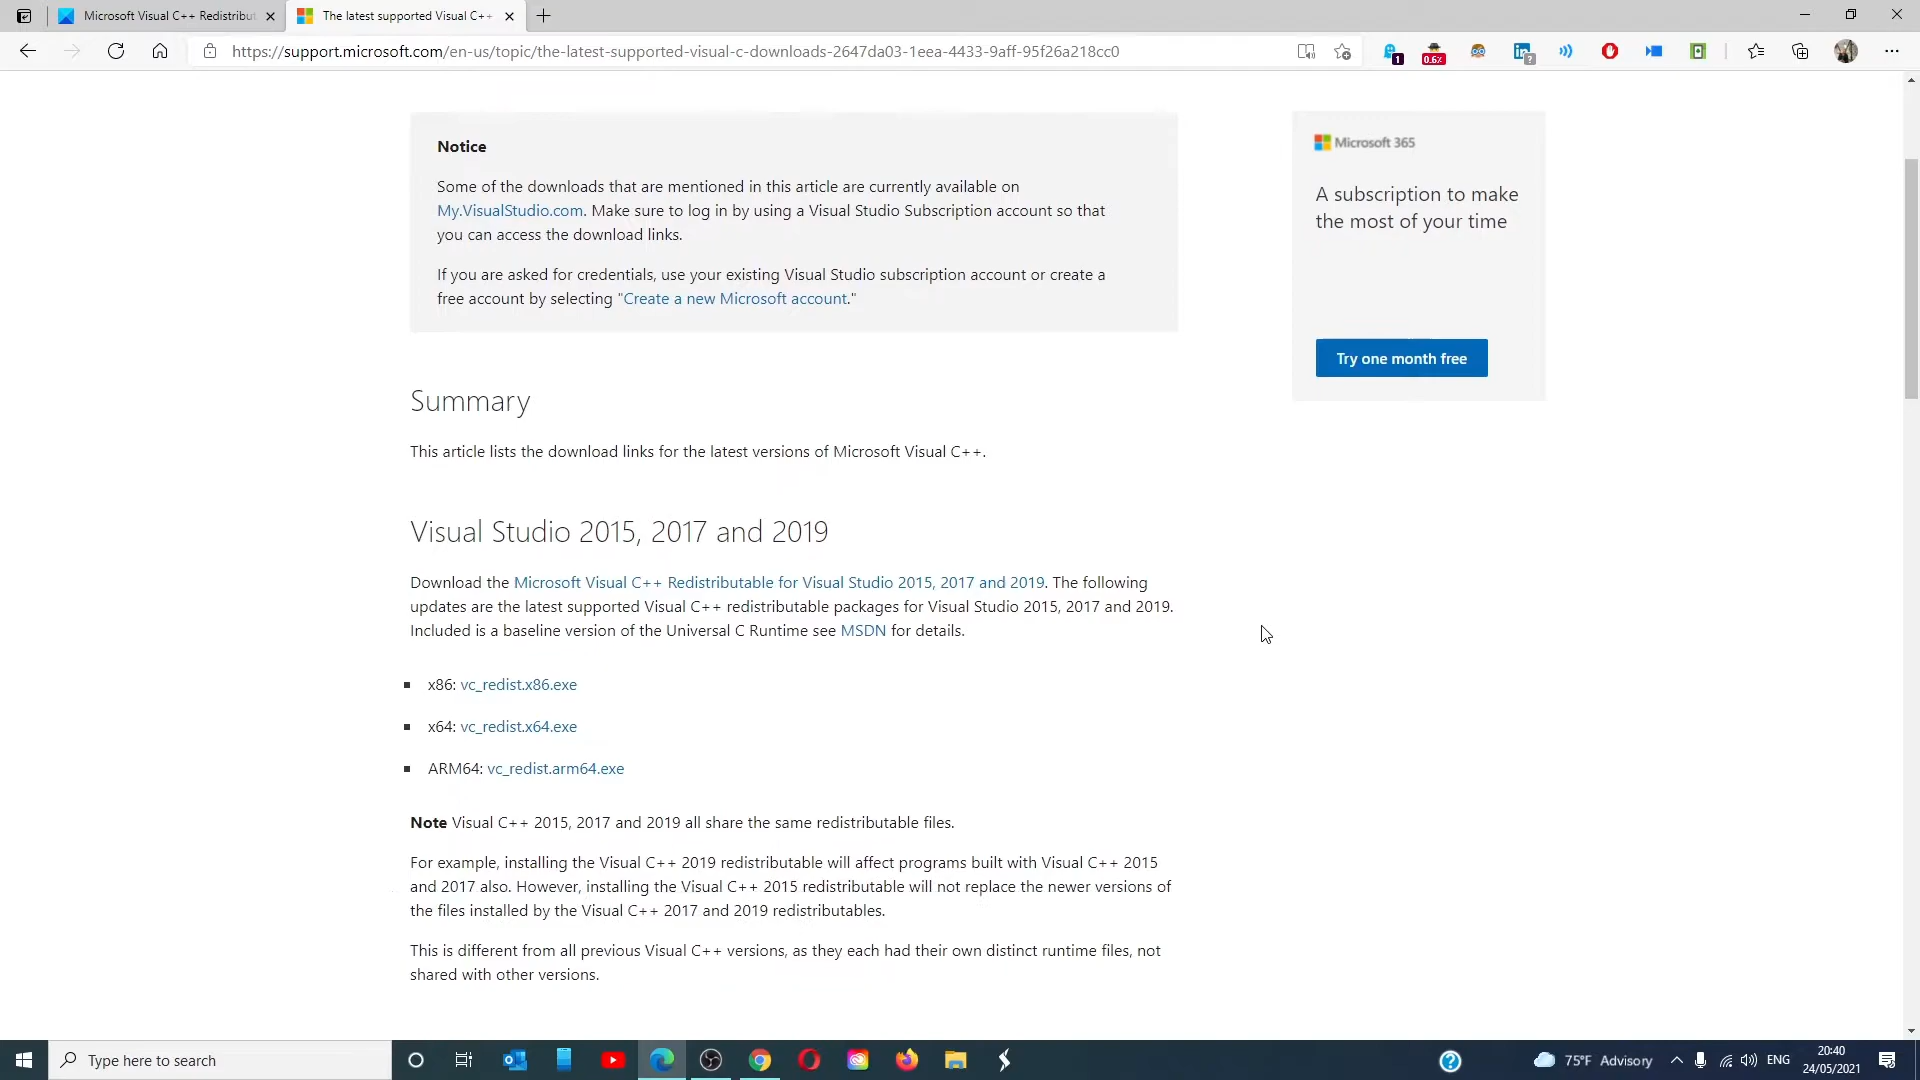 Microsoft Visual C++ Redistribut
The latest supported Visual C++
https://support.microsoft.com/en-us/topic/the-latest-supported-visual-c-downloads-2647da03-1eea-4433-9aff-95f26a218cc0
1
0.6%
?
Notice
Some of the downloads that are mentioned in this article are currently available on
My.VisualStudio.com. Make sure to log in by using a Visual Studio Subscription account so that
you can access the download links.
If you are asked for credentials, use your existing Visual Studio subscription account or create a
free account by selecting "Create a new Microsoft account."
Microsoft 365
A subscription to make
the most of your time
Try one month free
Summary
This article lists the download links for the latest versions of Microsoft Visual C++.
Visual Studio 2015, 2017 and 2019
Download the Microsoft Visual C++ Redistributable for Visual Studio 2015, 2017 and 2019. The following
updates are the latest supported Visual C++ redistributable packages for Visual Studio 2015, 2017 and 2019.
Included is a baseline version of the Universal C Runtime see MSDN for details.
x86: vc_redist.x86.exe
x64: vc_redist.x64.exe
ARM64: vc_redist.arm64.exe
Note Visual C++ 2015, 2017 and 2019 all share the same redistributable files.
For example, installing the Visual C++ 2019 redistributable will affect programs built with Visual C++ 2015
and 2017 also. However, installing the Visual C++ 2015 redistributable will not replace the newer versions of
the files installed by the Visual C++ 2017 and 2019 redistributables.
This is different from all previous Visual C++ versions, as they each had their own distinct runtime files, not
shared with other versions.
Type here to search
75°F Advisory
ENG
20:40
24/05/2021